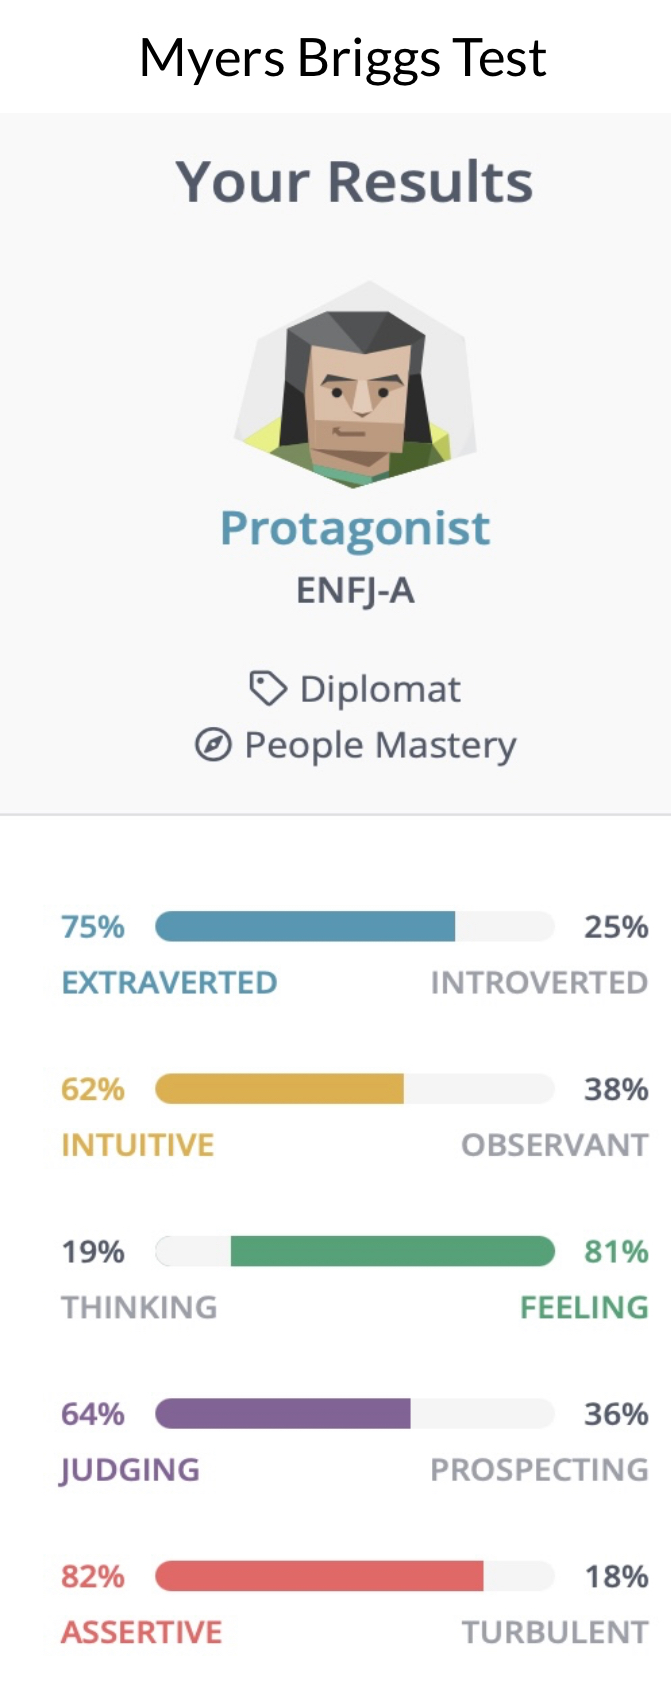 Myers Briggs Test
Your Results
Protagonist
ENFJ-A
Diplomat
People Mastery
75% 25%
EXTRAVERTED INTROVERTED
62% 38%
INTUITIVE OBSERVANT
19% 81%
THINKING FEELING
64% 36%
JUDGING PROSPECTING
82% 18%
ASSERTIVE TURBULENT